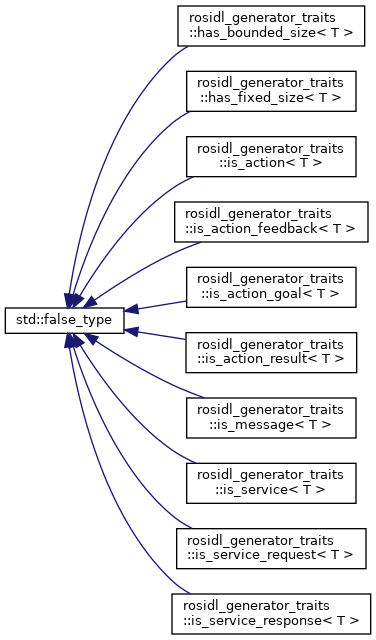 rosidl_generator_traits
::has_bounded_size< T >
rosidl_generator_traits
::has_fixed_size< T >
rosidl_generator_traits
::is_action< T >
rosidl_generator_traits
::is_action_feedback< T >
rosidl_generator_traits
::is_action_goal< T >
std::false_type
rosidl_generator_traits
::is_action_result< T >
rosidl_generator_traits
::is_message< T >
rosidl_generator_traits
::is_service< T >
rosidl_generator_traits
::is_service_request< T >
rosidl_generator_traits
::is_service_response< T >